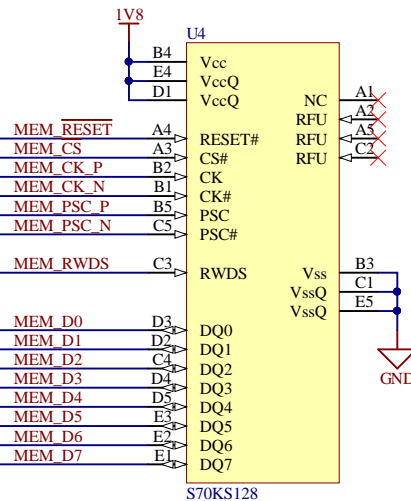 1V8
U4
B4 Vcc
E4 VccQ
D1 VccQ
NC A1
RFU A2
MEM_RESET A4 RESET# RFU A5
MEM_CS A3 CS# RFU C2
MEM_CK_P B2 CK
MEM_CK_N B1 CK#
MEM_PSC_P B5 PSC
MEM_PSC_N C5 PSC#
MEM_RWDS C3 RWDS Vss B3
VssQ C1
VssQ E5
MEM_D0 D3 DQ0
MEM_D1 D2 DQ1
MEM_D2 C4 DQ2
MEM_D3 D4 DQ3
MEM_D4 D5 DQ4
MEM_D5 E3 DQ5
MEM_D6 E2 DQ6
MEM_D7 E1 DQ7
GND
S70KS128